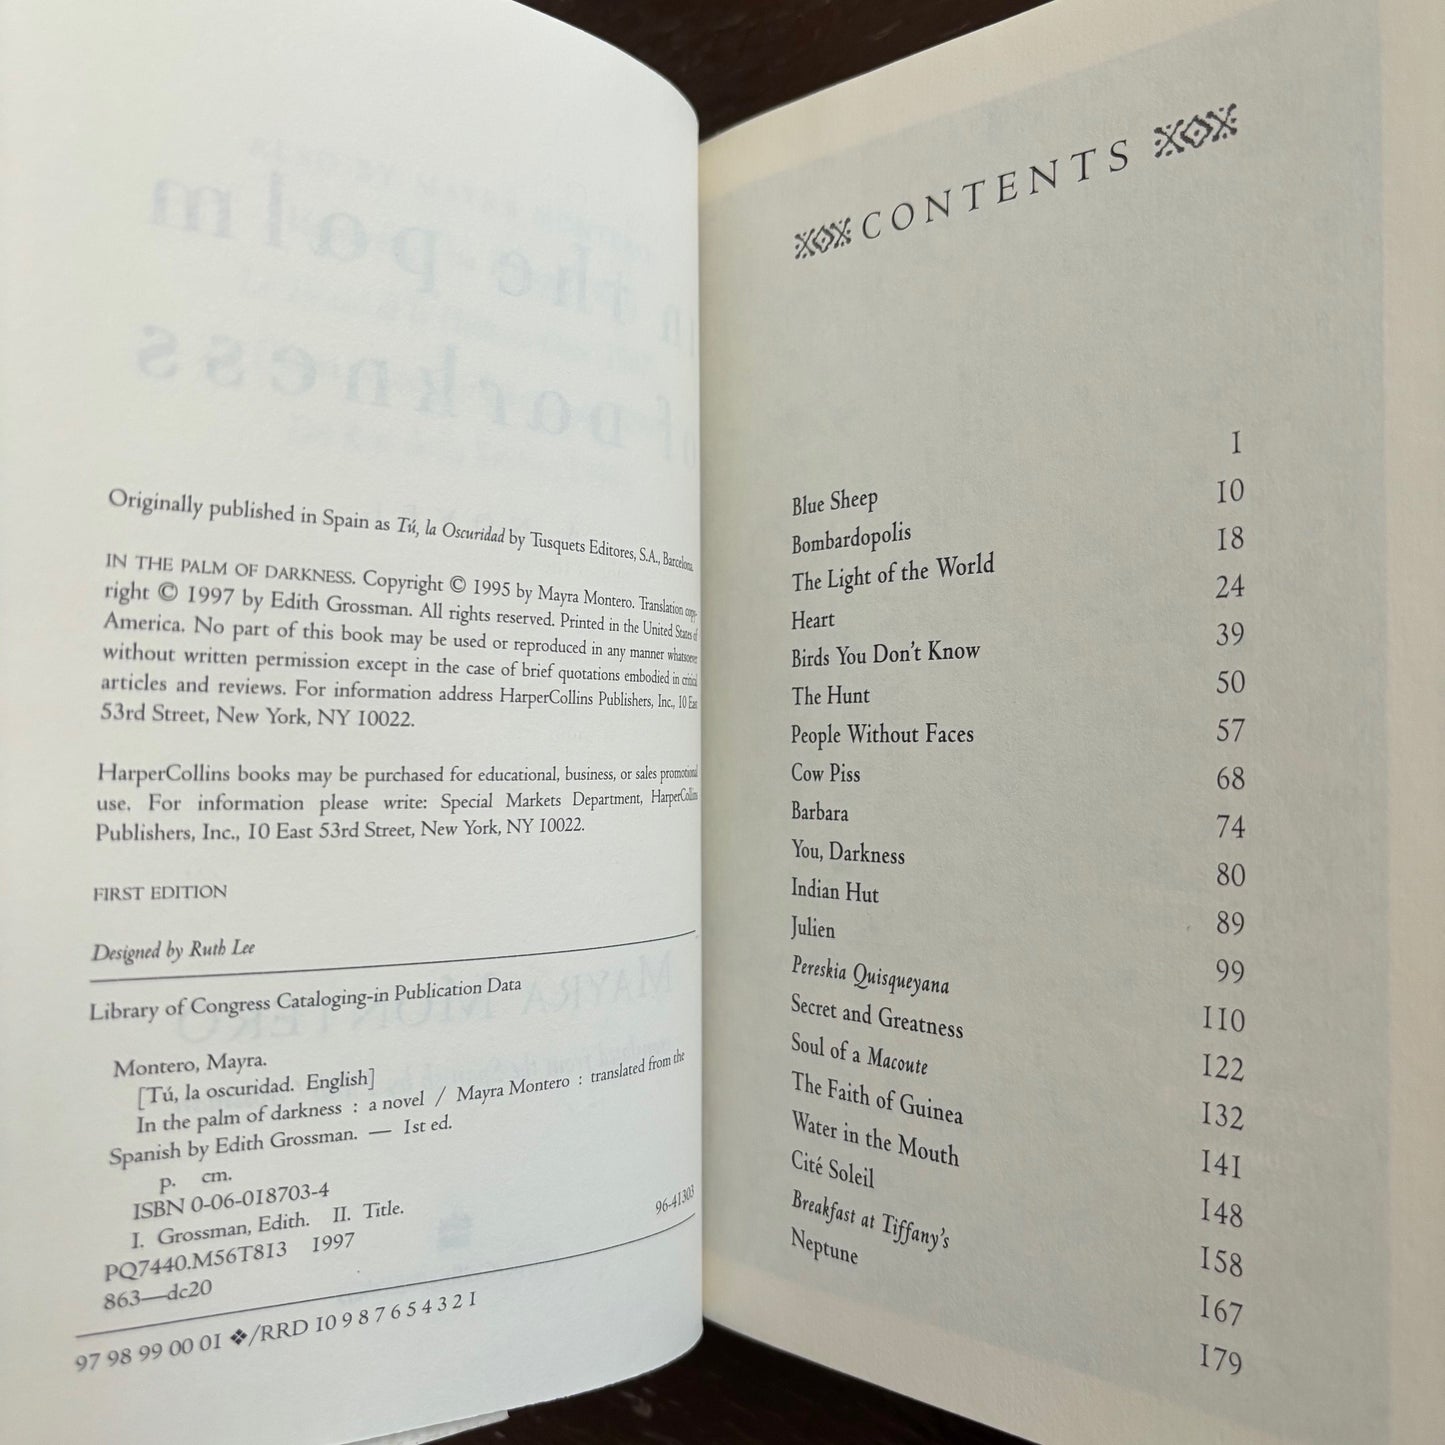 Originally published in Spain as Tú, la Oscuridad by Tusquets Editores, S.A., Barcelona.
IN THE PALM OF DARKNESS. Copyright © 1995 by Mayra Montero. Translation copy-
right © 1997 by Edith Grossman. All rights reserved. Printed in the United States of
America. No part of this book may be used or reproduced in any manner whatsoever
without written permission except in the case of brief quotations embodied in critical
articles and reviews. For information address HarperCollins Publishers, Inc., 10 East
53rd Street, New York, NY 10022.
HarperCollins books may be purchased for educational, business, or sales promotional
use. For information please write: Special Markets Department, HarperCollins
Publishers, Inc., 10 East 53rd Street, New York, NY 10022.
FIRST EDITION
Designed by Ruth Lee
Library of Congress Cataloging-in Publication Data
Montero, Mayra.
[Tú, la oscuridad. English]
In the palm of darkness : a novel / Mayra Montero : translated from the
Spanish by Edith Grossman. — 1st ed.
p. cm.
ISBN 0-06-018703-4
I. Grossman, Edith. II. Title.
PQ7440.M56T813 1997
863—dc20 96-41303
97 98 99 00 01 ❖/RRD 10 9 8 7 6 5 4 3 2 1
CONTENTS
Blue Sheep 1
Bombardopolis 10
The Light of the World 18
Heart 24
Birds You Don't Know 39
The Hunt 50
People Without Faces 57
Cow Piss 68
Barbara 74
You, Darkness 80
Indian Hut 89
Julien 99
Pereskia Quisqueyana 110
Secret and Greatness 122
Soul of a Macoute 132
The Faith of Guinea 141
Water in the Mouth 148
Cité Soleil 158
Breakfast at Tiffany's 167
Neptune 179